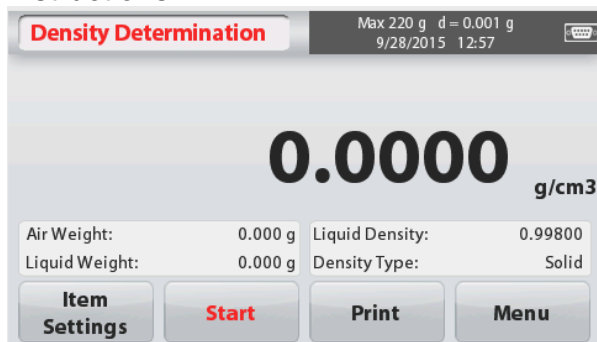 Density Determination
Max 220 g d = 0.001 g
9/28/2015 12:57
0.0000
g/cm3
Air Weight: 0.000 g
Liquid Weight: 0.000 g
Liquid Density: 0.99800
Density Type: Solid
Item Settings
Start
Print
Menu